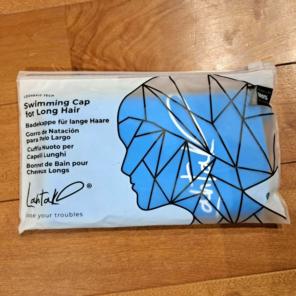 Swimming Cap
for Long Hair
Badekappe für lange Haare
Gorro de Natación
para Pelo Largo
Cuffia Nuoto per
Capelli Lunghi
Bonnet de Bain pour
Cheveux Longs
LahtaK ®
lose your troubles